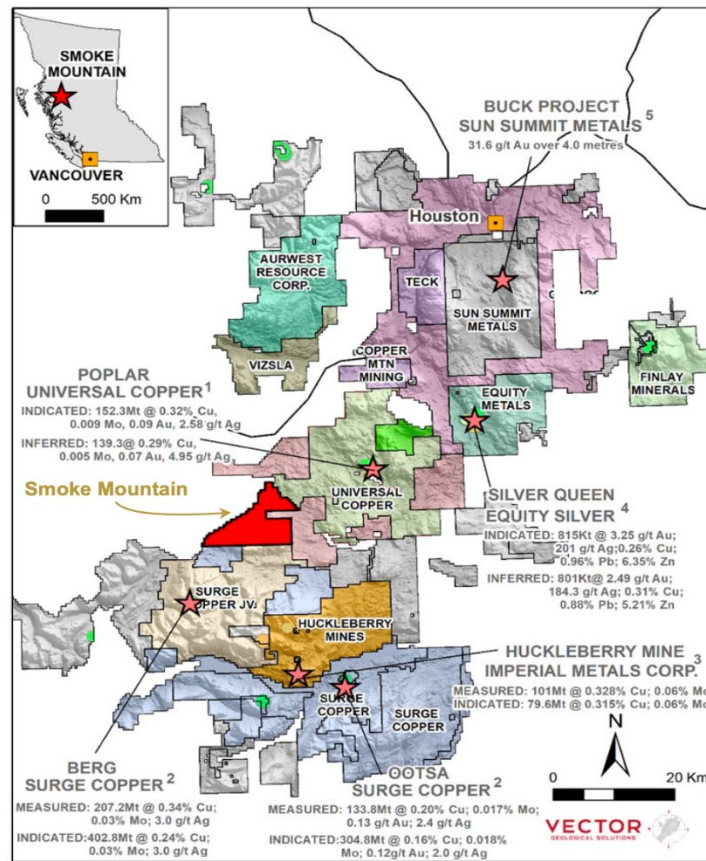 SMOKE
MOUNTAIN
VANCOUVER
0 500 Km
BUCK PROJECT
SUN SUMMIT METALS 5
31.6 g/t Au over 4.0 metres
Houston
AURWEST
RESOURCE
CORP.
TECK
SUN SUMMIT
METALS
VIZSLA
COPPER
MTN
MINING
FINLAY
MINERALS
EQUITY
METALS
POPLAR
UNIVERSAL COPPER 1
INDICATED: 152.3Mt @ 0.32% Cu,
0.009 Mo, 0.09 Au, 2.58 g/t Ag
INFERRED: 139.3@ 0.29% Cu,
0.005 Mo, 0.07 Au, 4.95 g/t Ag,
UNIVERSAL
COPPER
Smoke Mountain
SILVER QUEEN
EQUITY SILVER 4
INDICATED: 815Kt @ 3.25 g/t Au;
201 g/t Ag;0.26% Cu;
0.96% Pb; 6.35% Zn
INFERRED: 801Kt@ 2.49 g/t Au;
184.3 g/t Ag; 0.31% Cu;
0.88% Pb; 5.21% Zn
SURGE
COPPER JV
HUCKLEBERRY
MINES
HUCKLEBERRY MINE
IMPERIAL METALS CORP. 3
MEASURED: 101Mt @ 0.328% Cu; 0.06% Mo
INDICATED: 79.6Mt @ 0.315% Cu; 0.06% Mo
SURGE
COPPER
SURGE
COPPER
BERG
SURGE COPPER 2
MEASURED: 207.2Mt @ 0.34% Cu;
0.03% Mo; 3.0 g/t Ag
INDICATED:402.8Mt @ 0.24% Cu;
0.03% Mo; 3.0 g/t Ag
OOTSA
SURGE COPPER 2
MEASURED: 133.8Mt @ 0.20% Cu; 0.017% Mo;
0.13 g/t Au; 2.4 g/t Ag
INDICATED:304.8Mt @ 0.16% Cu; 0.018%
Mo; 0.12g/t Au; 2.0 g/t Ag
N
0 20 Km
VECTOR
GEOLOGICAL SOLUTIONS